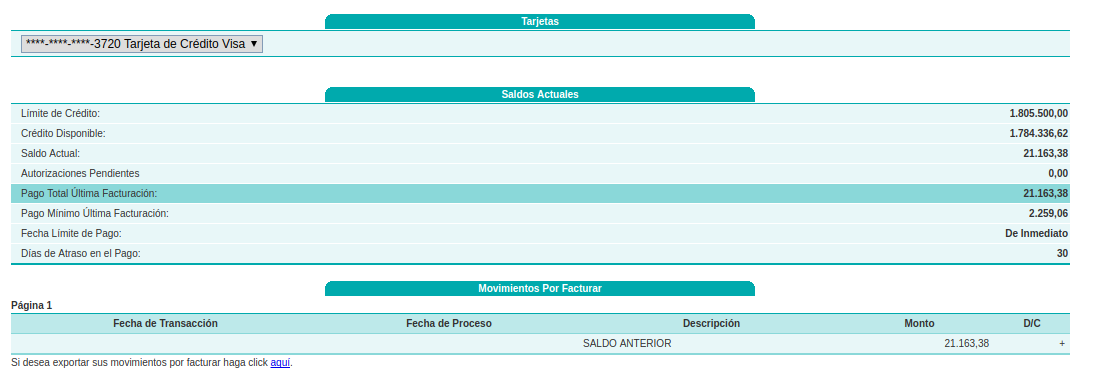 Tarjetas
****-****-****-3720 Tarjeta de Crédito Visa ▼
Saldos Actuales
Límite de Crédito: 1.805.500,00
Crédito Disponible: 1.784.336,62
Saldo Actual: 21.163,38
Autorizaciones Pendientes 0,00
Pago Total Última Facturación: 21.163,38
Pago Mínimo Última Facturación: 2.259,06
Fecha Límite de Pago: De Inmediato
Días de Atraso en el Pago: 30
Movimientos Por Facturar
Página 1
Fecha de Transacción Fecha de Proceso Descripción Monto D/C
SALDO ANTERIOR 21.163,38 +
Si desea exportar sus movimientos por facturar haga click aquí.